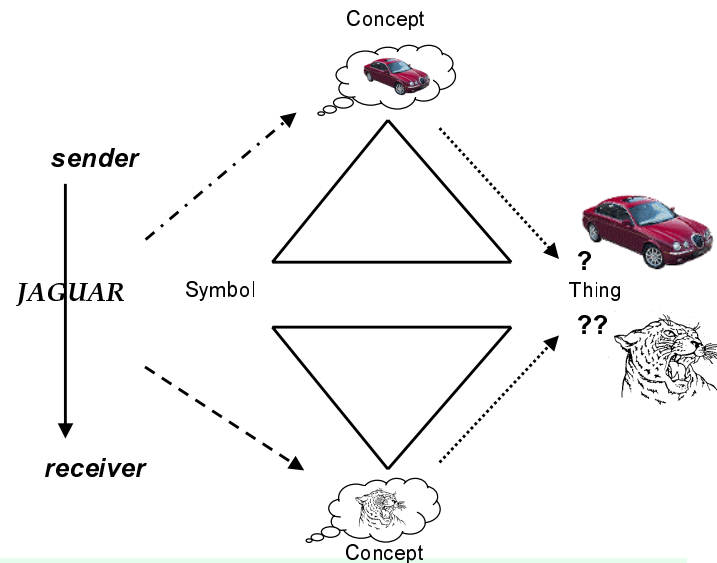 Concept
sender
?
JAGUAR
Symbol
Thing
??
receiver
Concept